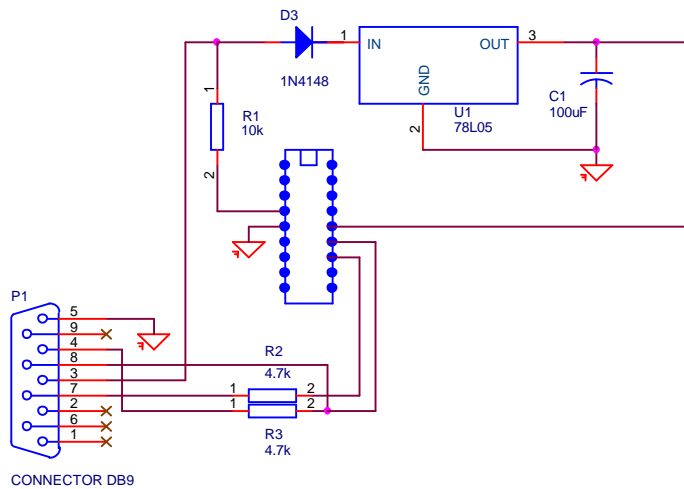 D3
1 IN OUT 3
1N4148
GND
1
R1
10k
2
U1
78L05
C1
100uF
2
P1
5
9
4
8
3
7
2
6
1
R2
4.7k
1 2
1 2
R3
4.7k
CONNECTOR DB9